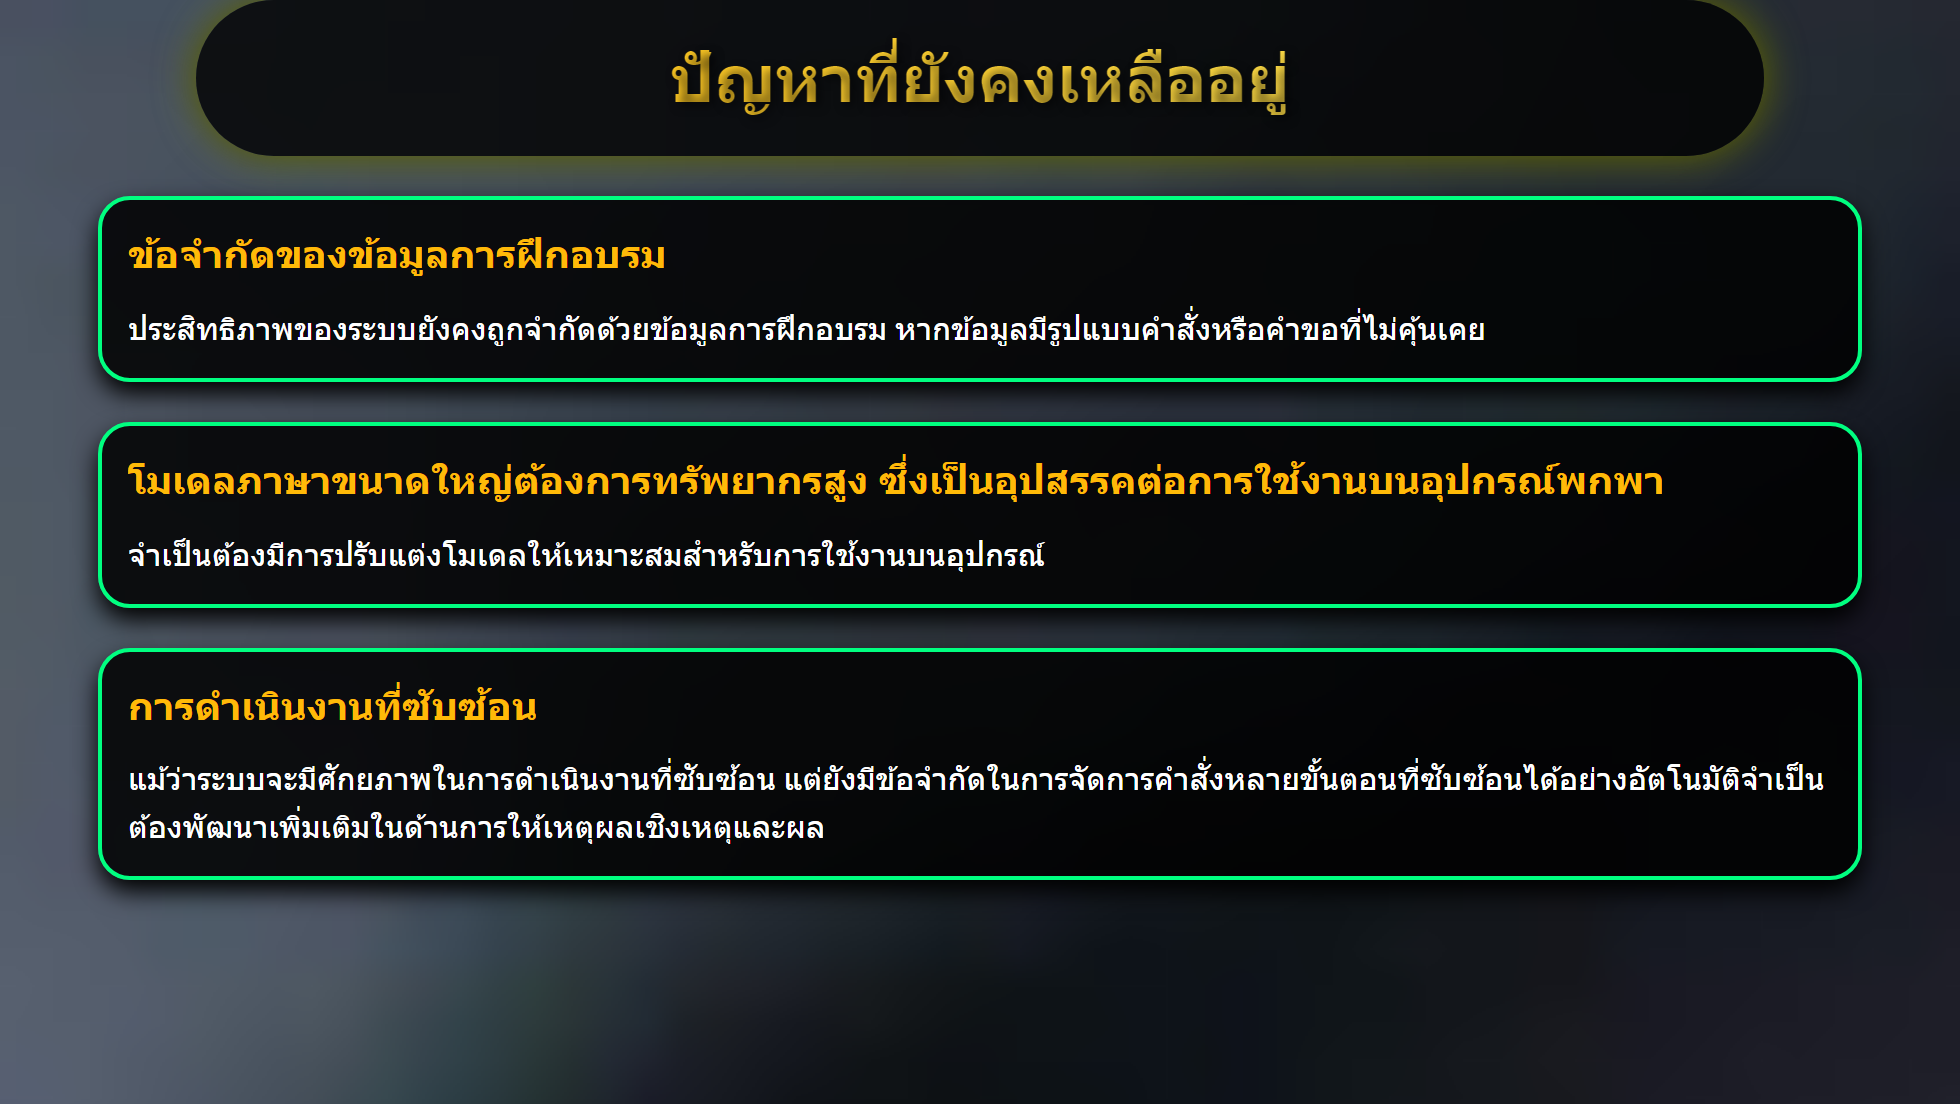 ปัญหาที่ยังคงเหลืออยู่
ข้อจำกัดของข้อมูลการฝึกอบรม
ประสิทธิภาพของระบบยังคงถูกจำกัดด้วยข้อมูลการฝึกอบรม หากข้อมูลมีรูปแบบคำสั่งหรือคำขอที่ไม่คุ้นเคย
โมเดลภาษาขนาดใหญ่ต้องการทรัพยากรสูง ซึ่งเป็นอุปสรรคต่อการใช้งานบนอุปกรณ์พกพา
จำเป็นต้องมีการปรับแต่งโมเดลให้เหมาะสมสำหรับการใช้งานบนอุปกรณ์
การดำเนินงานที่ซับซ้อน
แม้ว่าระบบจะมีศักยภาพในการดำเนินงานที่ซับซ้อน แต่ยังมีข้อจำกัดในการจัดการคำสั่งหลายขั้นตอนที่ซับซ้อนได้อย่างอัตโนมัติจำเป็น
ต้องพัฒนาเพิ่มเติมในด้านการให้เหตุผลเชิงเหตุและผล